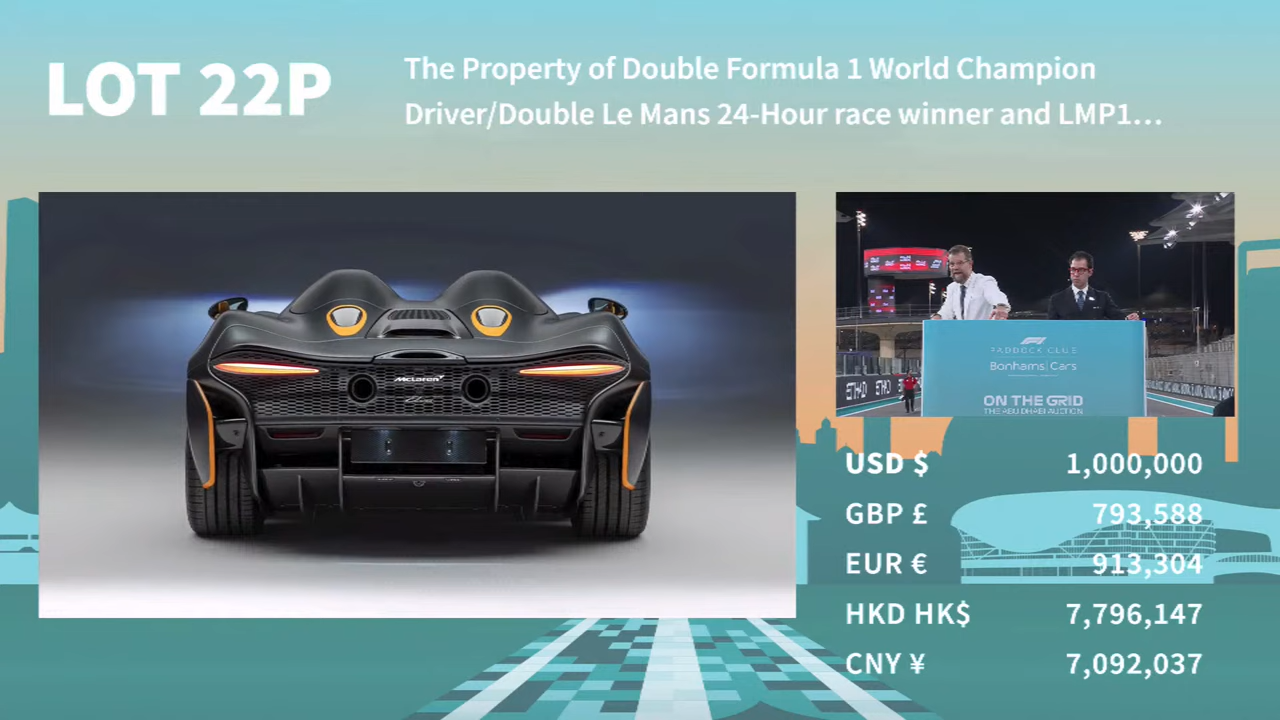 LOT 22P
The Property of Double Formula 1 World Champion
Driver/Double Le Mans 24-Hour race winner and LMP1...
McLaren
PADDOCK CLUB
Bonhams|Cars
ETIHAD
ON THE GRID
THE ABU DHABI AUCTION
USD $ 1,000,000
GBP £ 793,588
EUR € 913,304
HKD HK$ 7,796,147
CNY ¥ 7,092,037